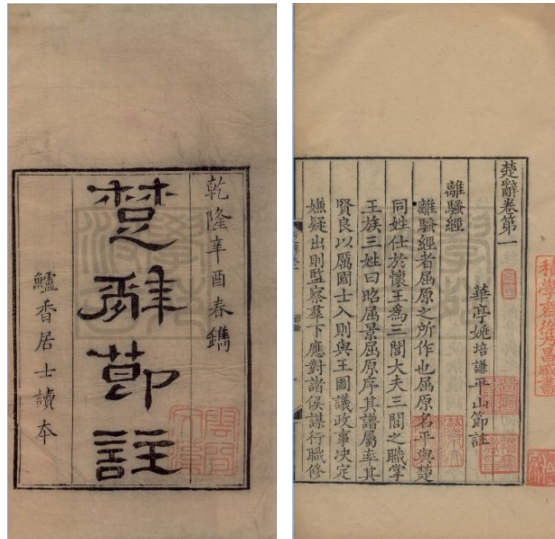 乾隆辛酉春鐫
楚辭節註
鱸香居士讀本
楚辭卷第一
華亭姚培謙平山節註
離騷經
離騷經者屈原之所作也屈原名平與楚
同姓仕於懷王為三閭大夫三閭之職掌
王族三姓曰昭屈景屈原序其譜屬率其
賢良以厲國士入則與王圖議政事決定
嫌疑出則監察羣下應對諸侯謀行職修